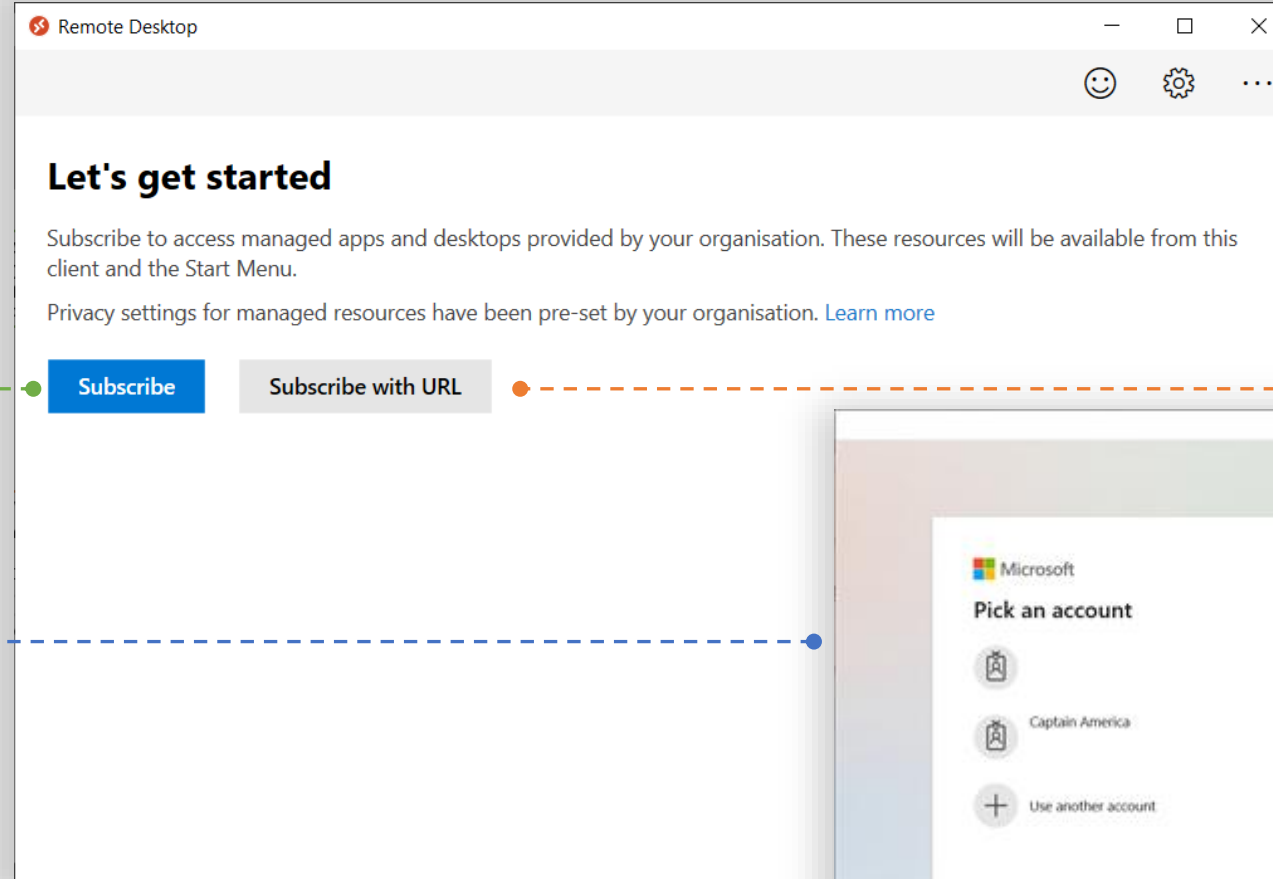 Remote Desktop
Let's get started
Subscribe to access managed apps and desktops provided by your organisation. These resources will be available from this
client and the Start Menu.
Privacy settings for managed resources have been pre-set by your organisation. Learn more
Subscribe
Subscribe with URL
Microsoft
Pick an account
Captain America
Use another account